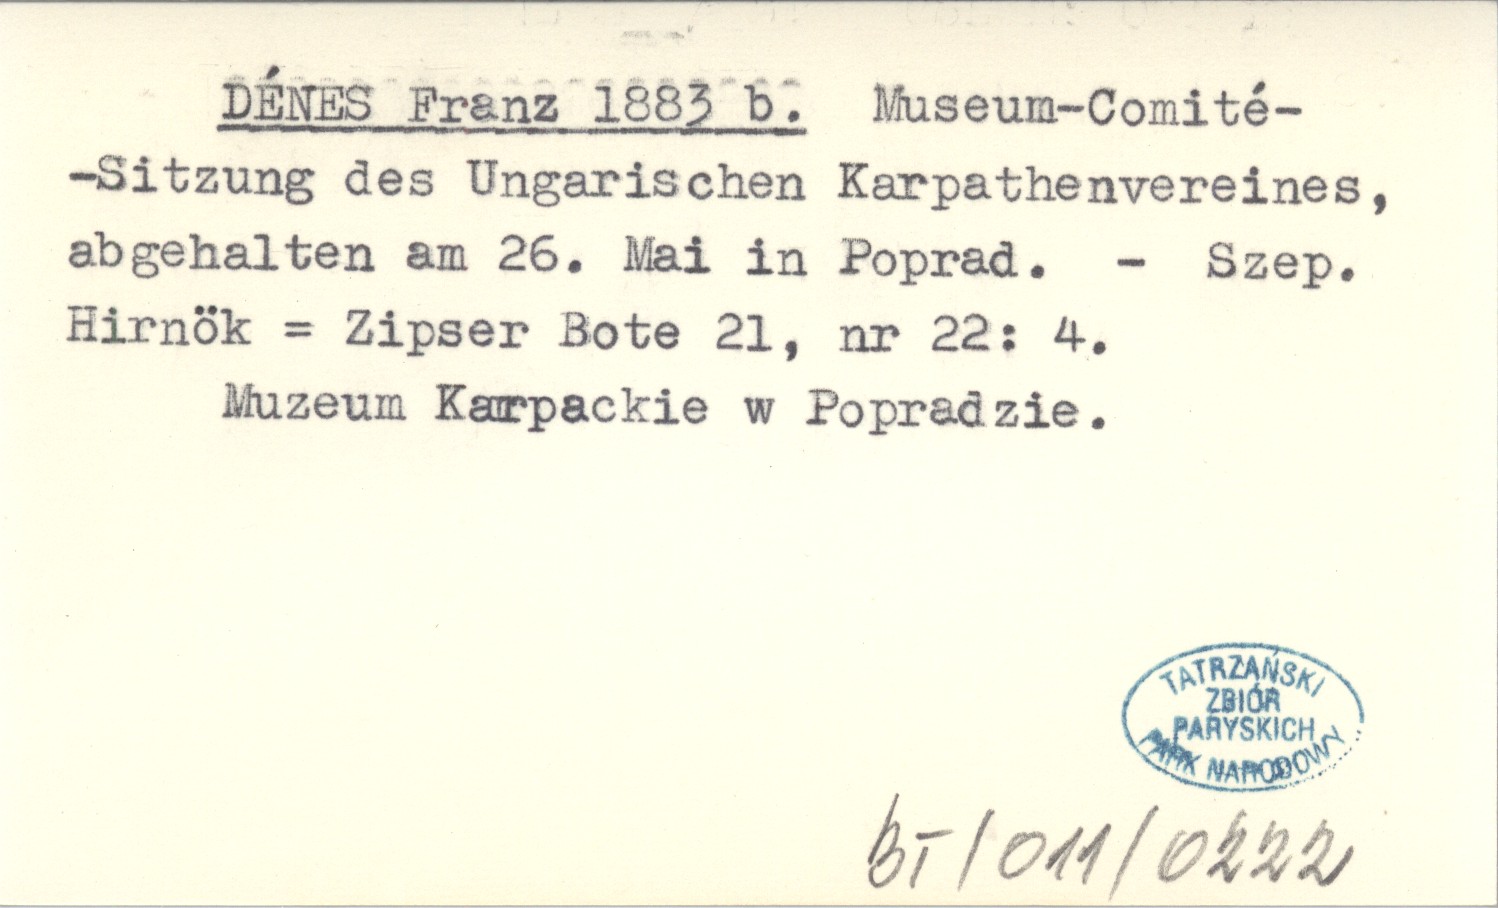 DÉNES Franz 1883 b. Museum-Comité-
-Sitzung des Ungarischen Karpathenvereines,
abgehalten am 26. Mai in Poprad. - Szep.
Hirnök = Zipser Bote 21, nr 22: 4.
Muzeum Karpackie w Popradzie.
TATRZAŃSKI
ZBIÓR
PARYSKICH
PARK NARODOWY
BT/011/0222